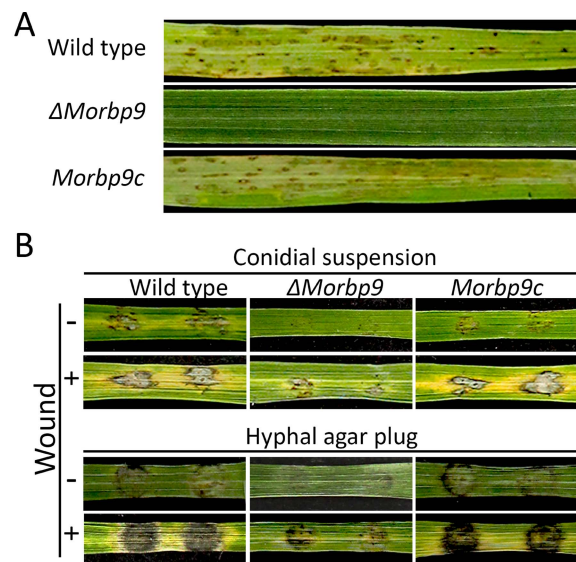 A
Wild type
ΔMorbp9
Morbp9c
B
Conidial suspension
Wild type ΔMorbp9 Morbp9c
-
+
Wound
Hyphal agar plug
-
+